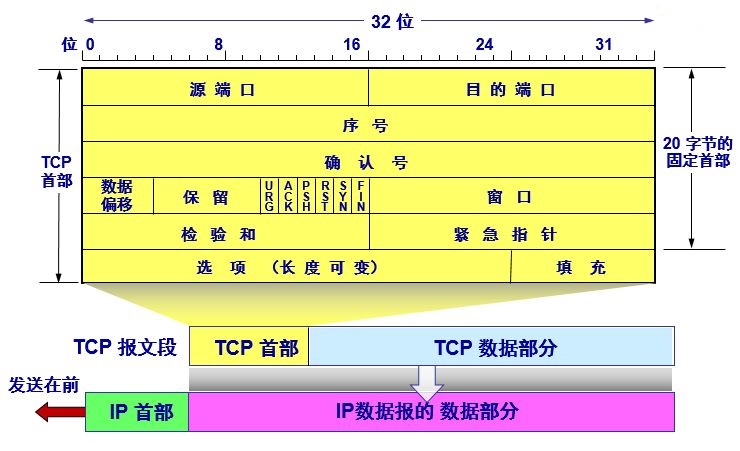 32 位
位 0 8 16 24 31
源 端 口 目 的 端 口
序 号
TCP
首部
20 字节的
固定首部
确 认 号
数据
偏移
保 留
URG
ACK
PSH
RST
SYN
FIN
窗 口
检 验 和 紧 急 指 针
选 项 (长 度 可 变) 填 充
TCP 报文段 TCP 首部 TCP 数据部分
发送在前
IP 首部 IP数据报的 数据部分